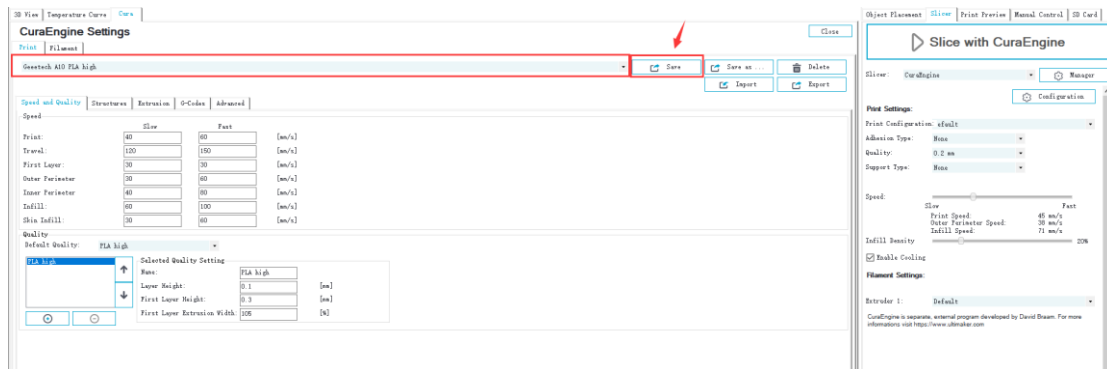 3D View Temperature Curve Cura
CuraEngine Settings
Close
Print Filament
Geeetech A10 PLA high
Save Save as ... Delete
Import Export
Speed and Quality Structures Extrusion G-Codes Advanced
Speed
Slow Fast
Print: 40 60 [mm/s]
Travel: 120 150 [mm/s]
First Layer: 30 30 [mm/s]
Outer Perimeter 30 60 [mm/s]
Inner Perimeter 40 80 [mm/s]
Infill: 60 100 [mm/s]
Skin Infill: 30 60 [mm/s]
Quality
Default Quality: PLA high
PLA high
Selected Quality Setting
Name: PLA high
Layer Height: 0.1 [mm]
First Layer Height: 0.3 [mm]
First Layer Extrusion Width: 105 [%]
Object Placement Slicer Print Preview Manual Control SD Card
Slice with CuraEngine
Slicer: CuraEngine Manager
Configuration
Print Settings:
Print Configuration: efault
Adhesion Type: None
Quality: 0.2 mm
Support Type: None
Speed:
Slow Fast
Print Speed: 45 mm/s
Outer Perimeter Speed: 38 mm/s
Infill Speed: 71 mm/s
Infill Density 20%
Enable Cooling
Filament Settings:
Extruder 1: Default
CuraEngine is separate, external program developed by David Braam. For more
informations visit https://www.ultimaker.com